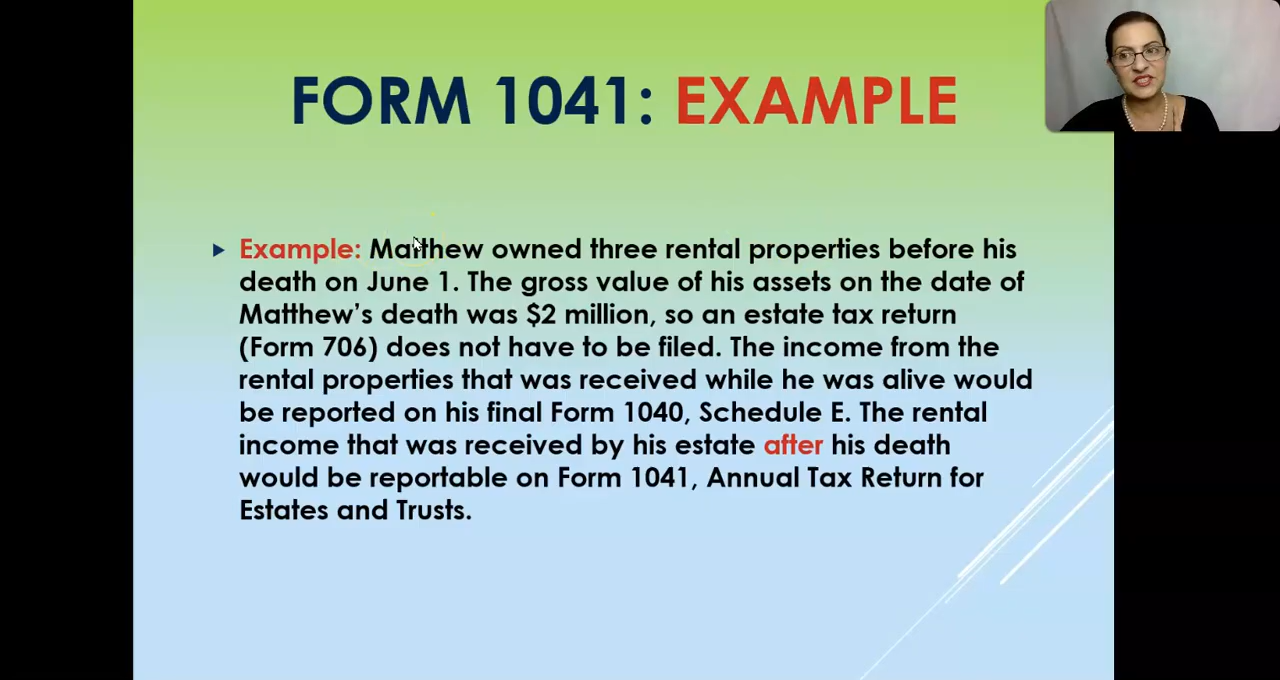 FORM 1041: EXAMPLE
Example: Matthew owned three rental properties before his
death on June 1. The gross value of his assets on the date of
Matthew’s death was $2 million, so an estate tax return
(Form 706) does not have to be filed. The income from the
rental properties that was received while he was alive would
be reported on his final Form 1040, Schedule E. The rental
income that was received by his estate after his death
would be reportable on Form 1041, Annual Tax Return for
Estates and Trusts.